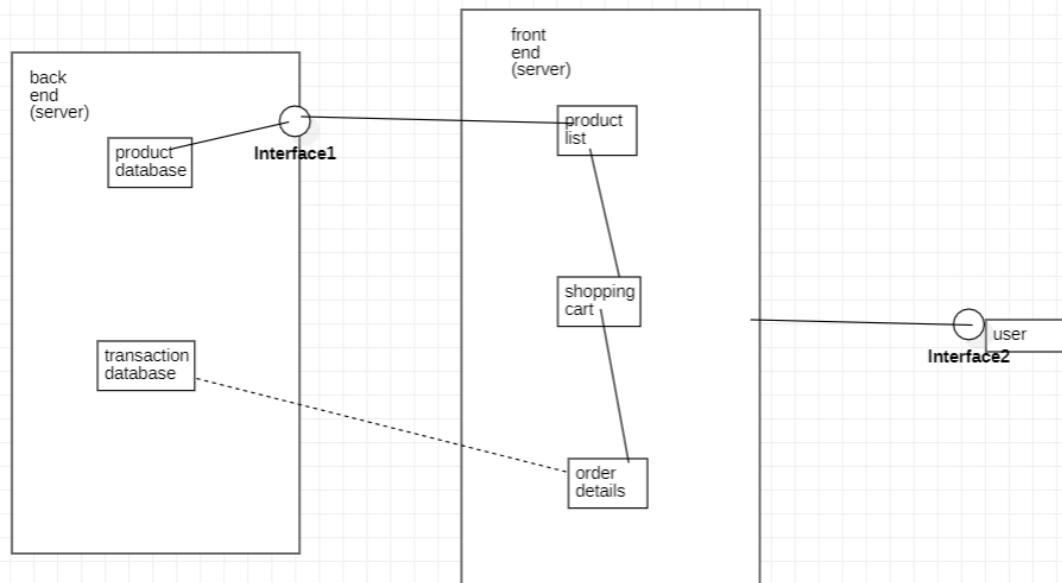 back
end
(server)
product
database
Interface1
transaction
database
front
end
(server)
product
list
shopping
cart
order
details
user
Interface2